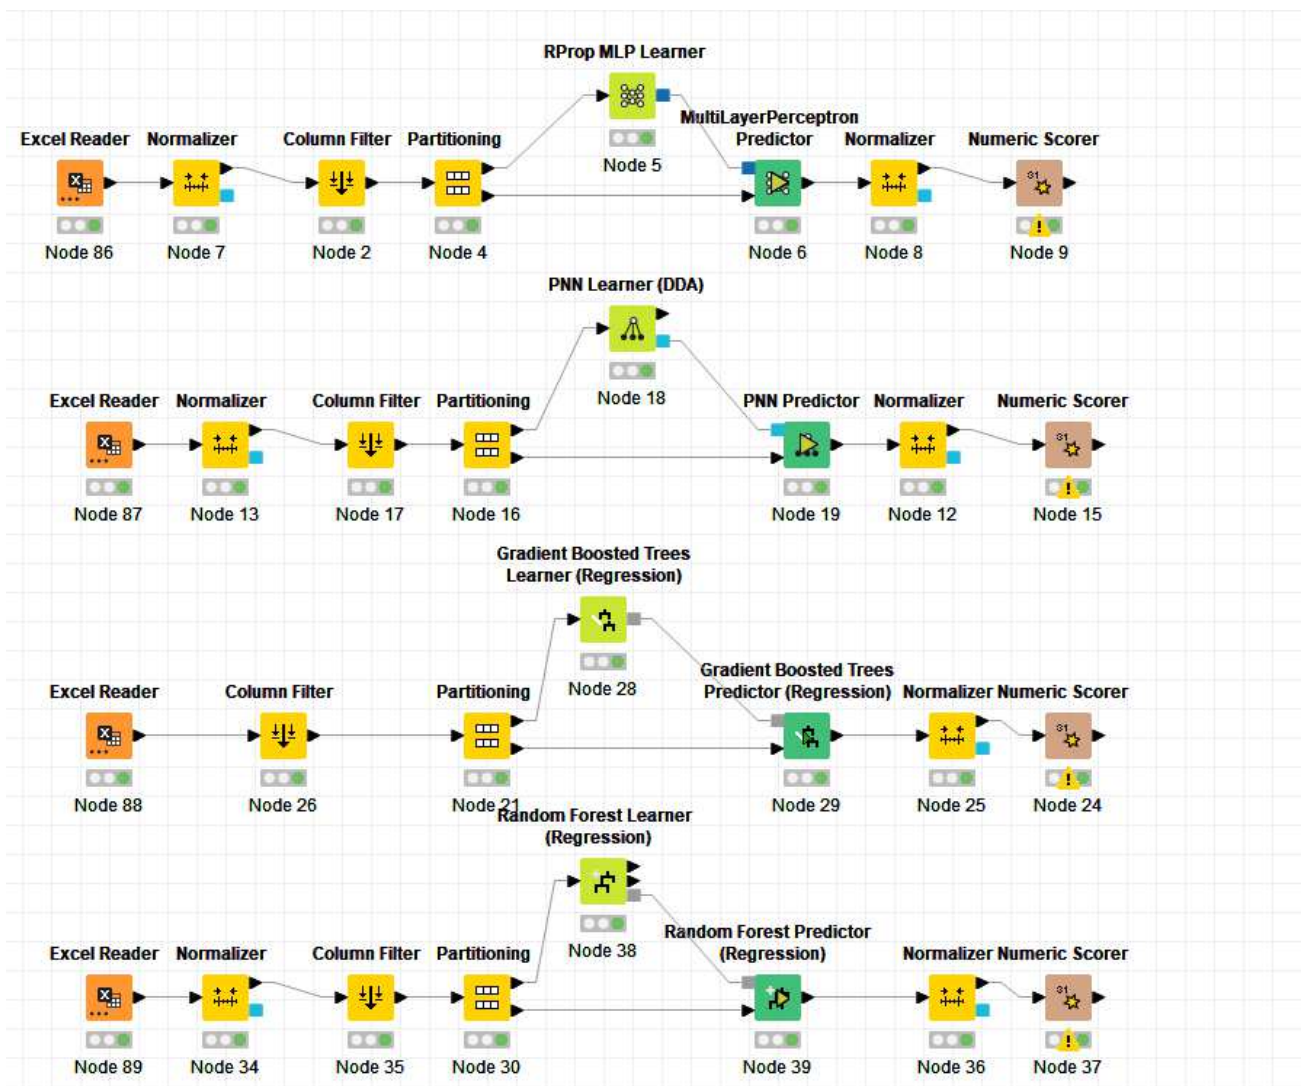 RProp MLP Learner
Node 5
MultiLayerPerceptron
Excel Reader Normalizer Column Filter Partitioning Predictor Normalizer Numeric Scorer
Node 86 Node 7 Node 2 Node 4 Node 6 Node 8 Node 9
PNN Learner (DDA)
Node 18
Excel Reader Normalizer Column Filter Partitioning PNN Predictor Normalizer Numeric Scorer
Node 87 Node 13 Node 17 Node 16 Node 19 Node 12 Node 15
Gradient Boosted Trees
Learner (Regression)
Node 28
Gradient Boosted Trees
Excel Reader Column Filter Partitioning Predictor (Regression) Normalizer Numeric Scorer
Node 88 Node 26 Node 21 Node 29 Node 25 Node 24
Random Forest Learner
(Regression)
Node 38
Random Forest Predictor
Excel Reader Normalizer Column Filter Partitioning (Regression) Normalizer Numeric Scorer
Node 89 Node 34 Node 35 Node 30 Node 39 Node 36 Node 37